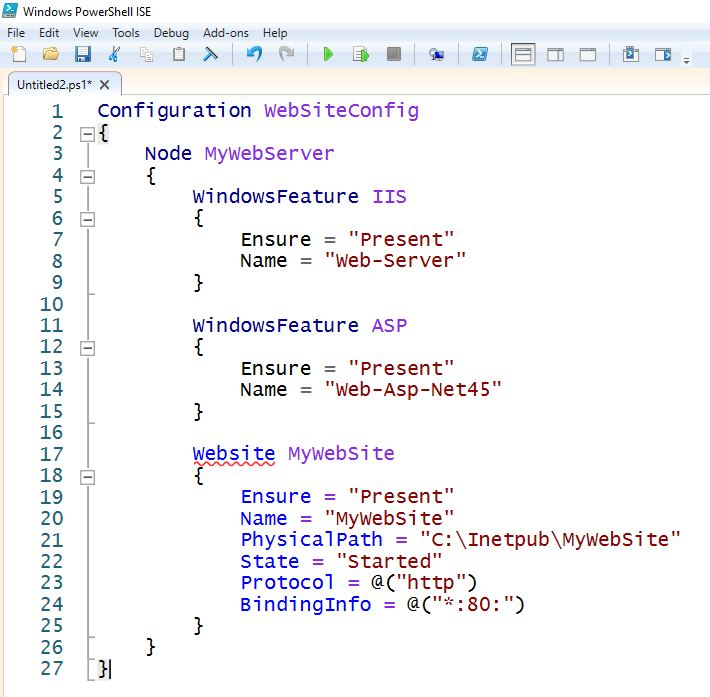 Windows PowerShell ISE
File Edit View Tools Debug Add-ons Help
Untitled2.ps1*
1 Configuration WebSiteConfig
2 {
3     Node MyWebServer
4     {
5         WindowsFeature IIS
6         {
7             Ensure = "Present"
8             Name = "Web-Server"
9         }
10
11         WindowsFeature ASP
12         {
13             Ensure = "Present"
14             Name = "Web-Asp-Net45"
15         }
16
17         Website MyWebSite
18         {
19             Ensure = "Present"
20             Name = "MyWebSite"
21             PhysicalPath = "C:\Inetpub\MyWebSite"
22             State = "Started"
23             Protocol = @("http")
24             BindingInfo = @("*:80:")
25         }
26     }
27 }